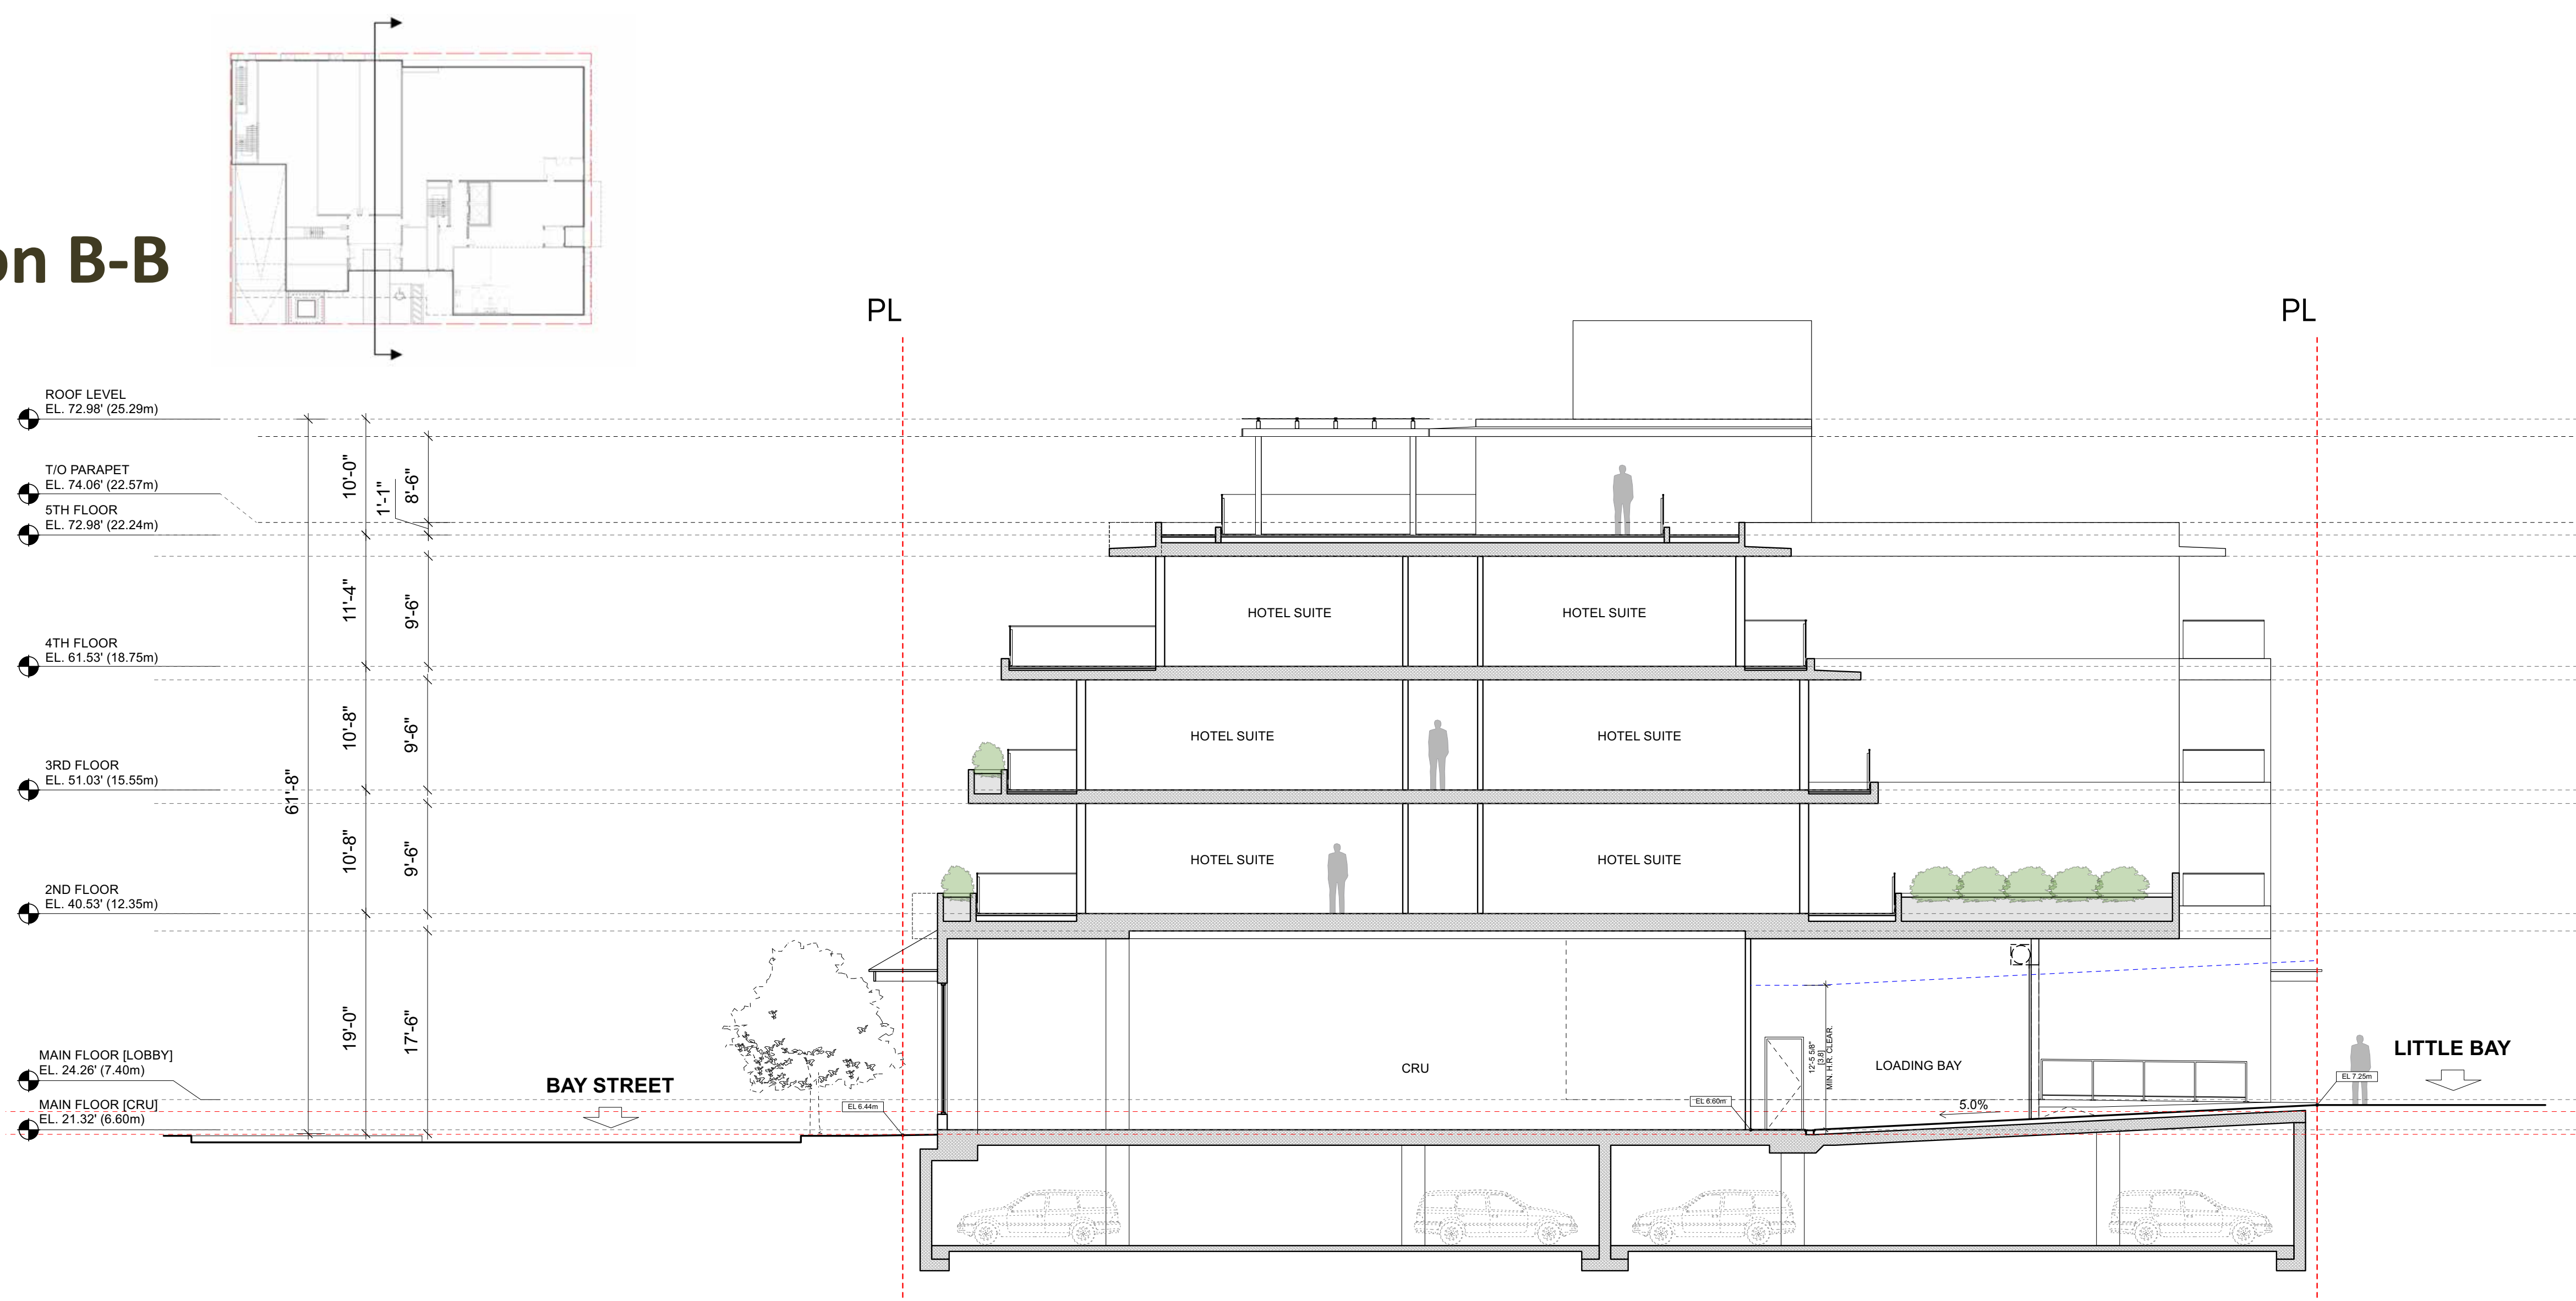 on B-B
PL
PL
ROOF LEVEL
EL. 72.98' (25.29m)
T/O PARAPET
EL. 74.06' (22.57m)
5TH FLOOR
EL. 72.98' (22.24m)
4TH FLOOR
EL. 61.53' (18.75m)
3RD FLOOR
EL. 51.03' (15.55m)
2ND FLOOR
EL. 40.53' (12.35m)
MAIN FLOOR [LOBBY]
EL. 24.26' (7.40m)
MAIN FLOOR [CRU]
EL. 21.32' (6.60m)
61'-8"
10'-0"
11'-4"
10'-8"
10'-8"
19'-0"
1'-1"
8'-6"
9'-6"
9'-6"
9'-6"
17'-6"
HOTEL SUITE
HOTEL SUITE
HOTEL SUITE
HOTEL SUITE
HOTEL SUITE
HOTEL SUITE
BAY STREET
EL 6.44m
CRU
EL 6.60m
12'-5 5/8"
[3.8]
MIN. H.R. CLEAR.
LOADING BAY
5.0%
EL 7.25m
LITTLE BAY